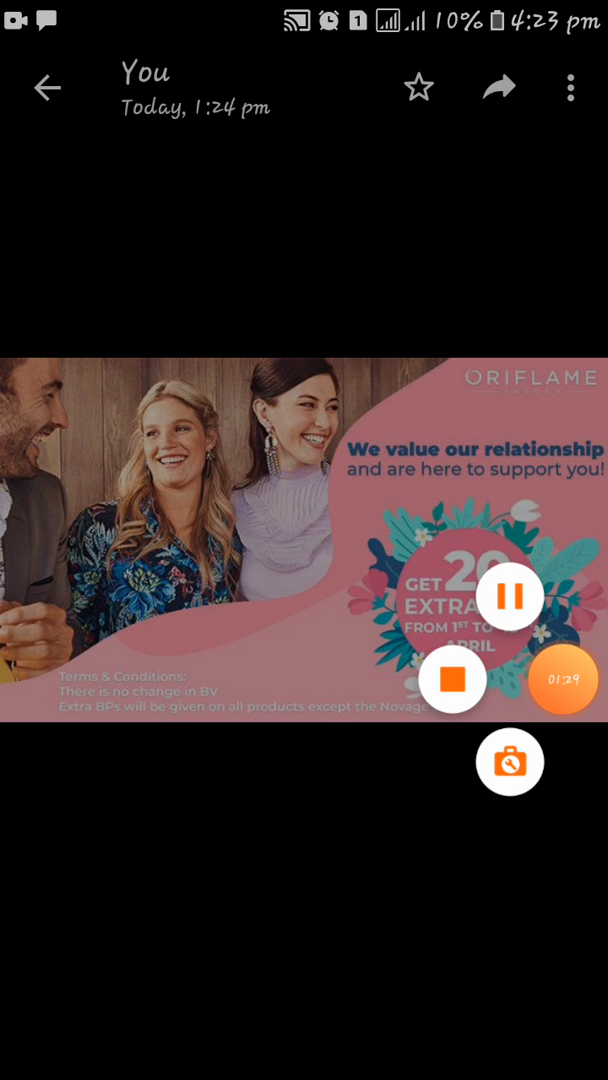 10% 4:23 pm
You
Today, 1:24 pm
ORIFLAME
We value our relationship
and are here to support you!
GET 20
EXTRA
FROM 1ST TO
APRIL
Terms & Conditions:
There is no change in BV
Extra BPs will be given on all products except the Novage
01:29